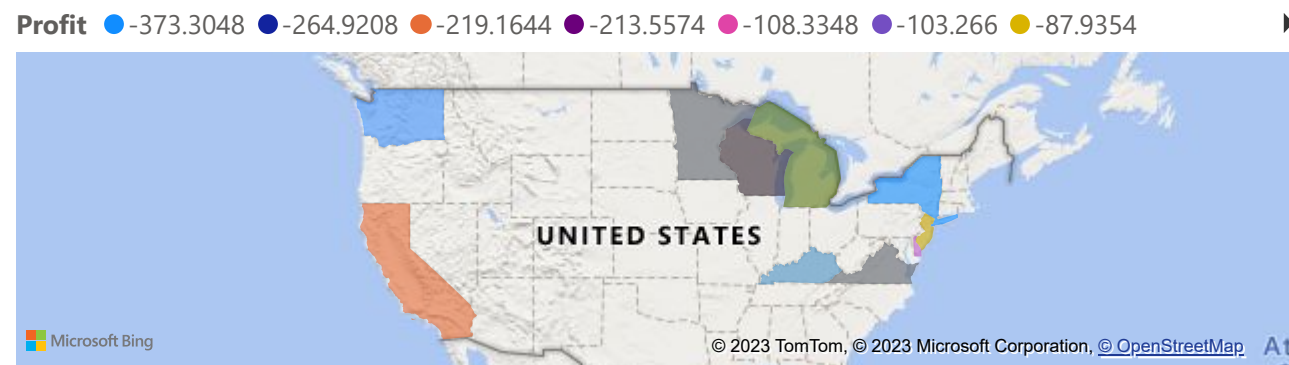 Profit -373.3048 -264.9208 -219.1644 -213.5574 -108.3348 -103.266 -87.9354
UNITED STATES
Microsoft Bing
© 2023 TomTom, © 2023 Microsoft Corporation, © OpenStreetMap At